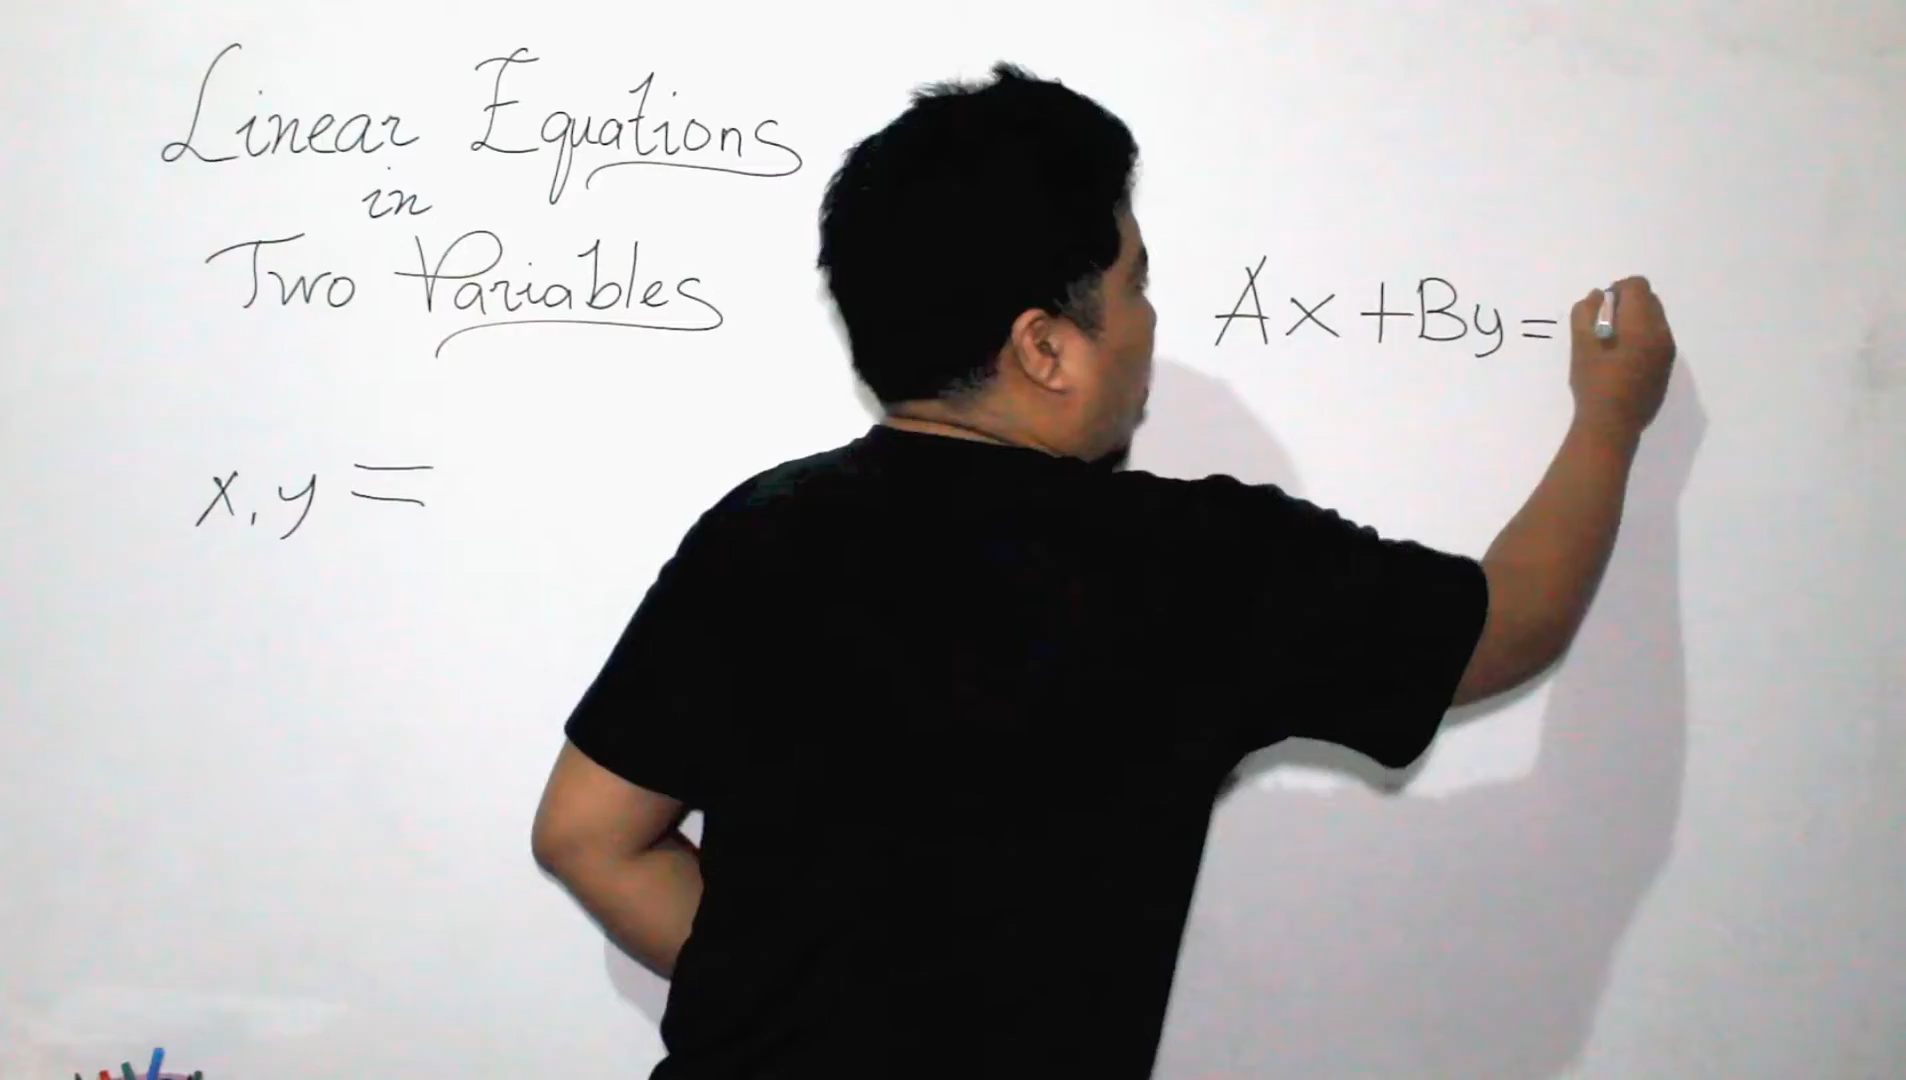 Linear Equations
in
Two Variables
x, y =
Ax + By =